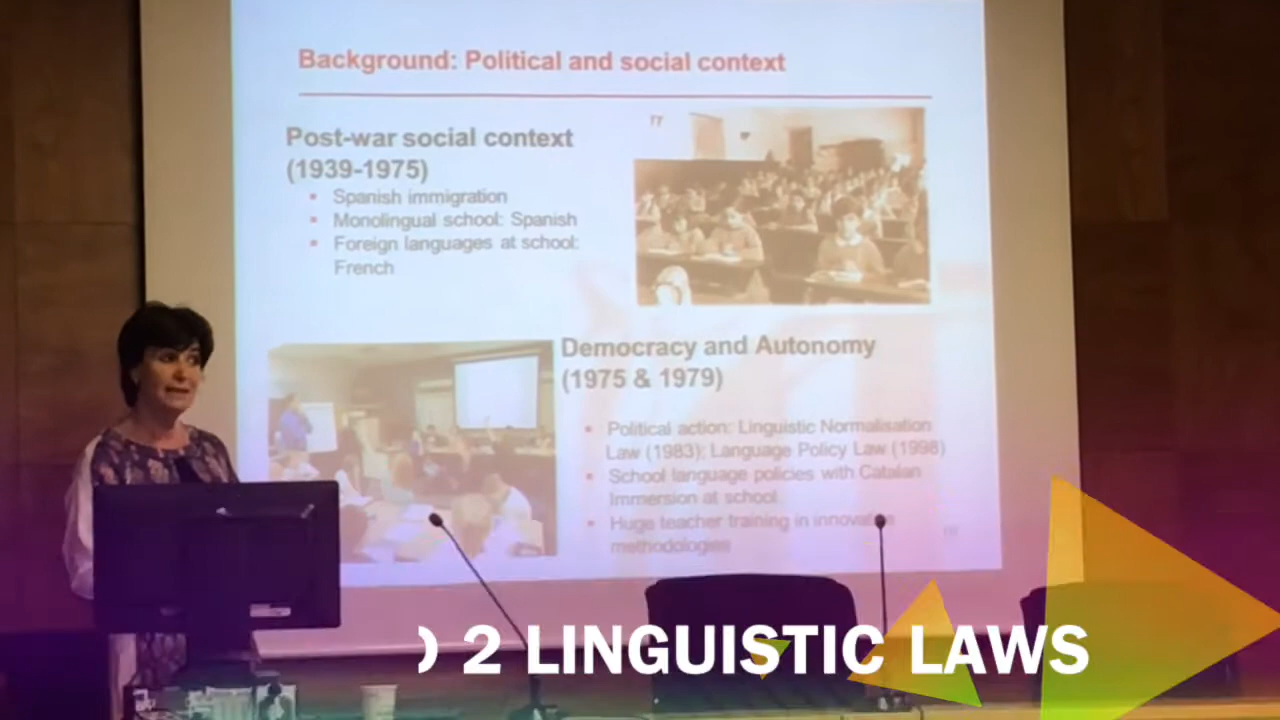 Background: Political and social context
Post-war social context
(1939-1975)
Spanish immigration
Monolingual school: Spanish
Foreign languages at school:
French
Democracy and Autonomy
(1975 & 1979)
Political action: Linguistic Normalisation
Law (1983); Language Policy Law (1998)
School language policies with Catalan
Immersion at school
Huge teacher training in innovative
methodologies
2 LINGUISTIC LAWS